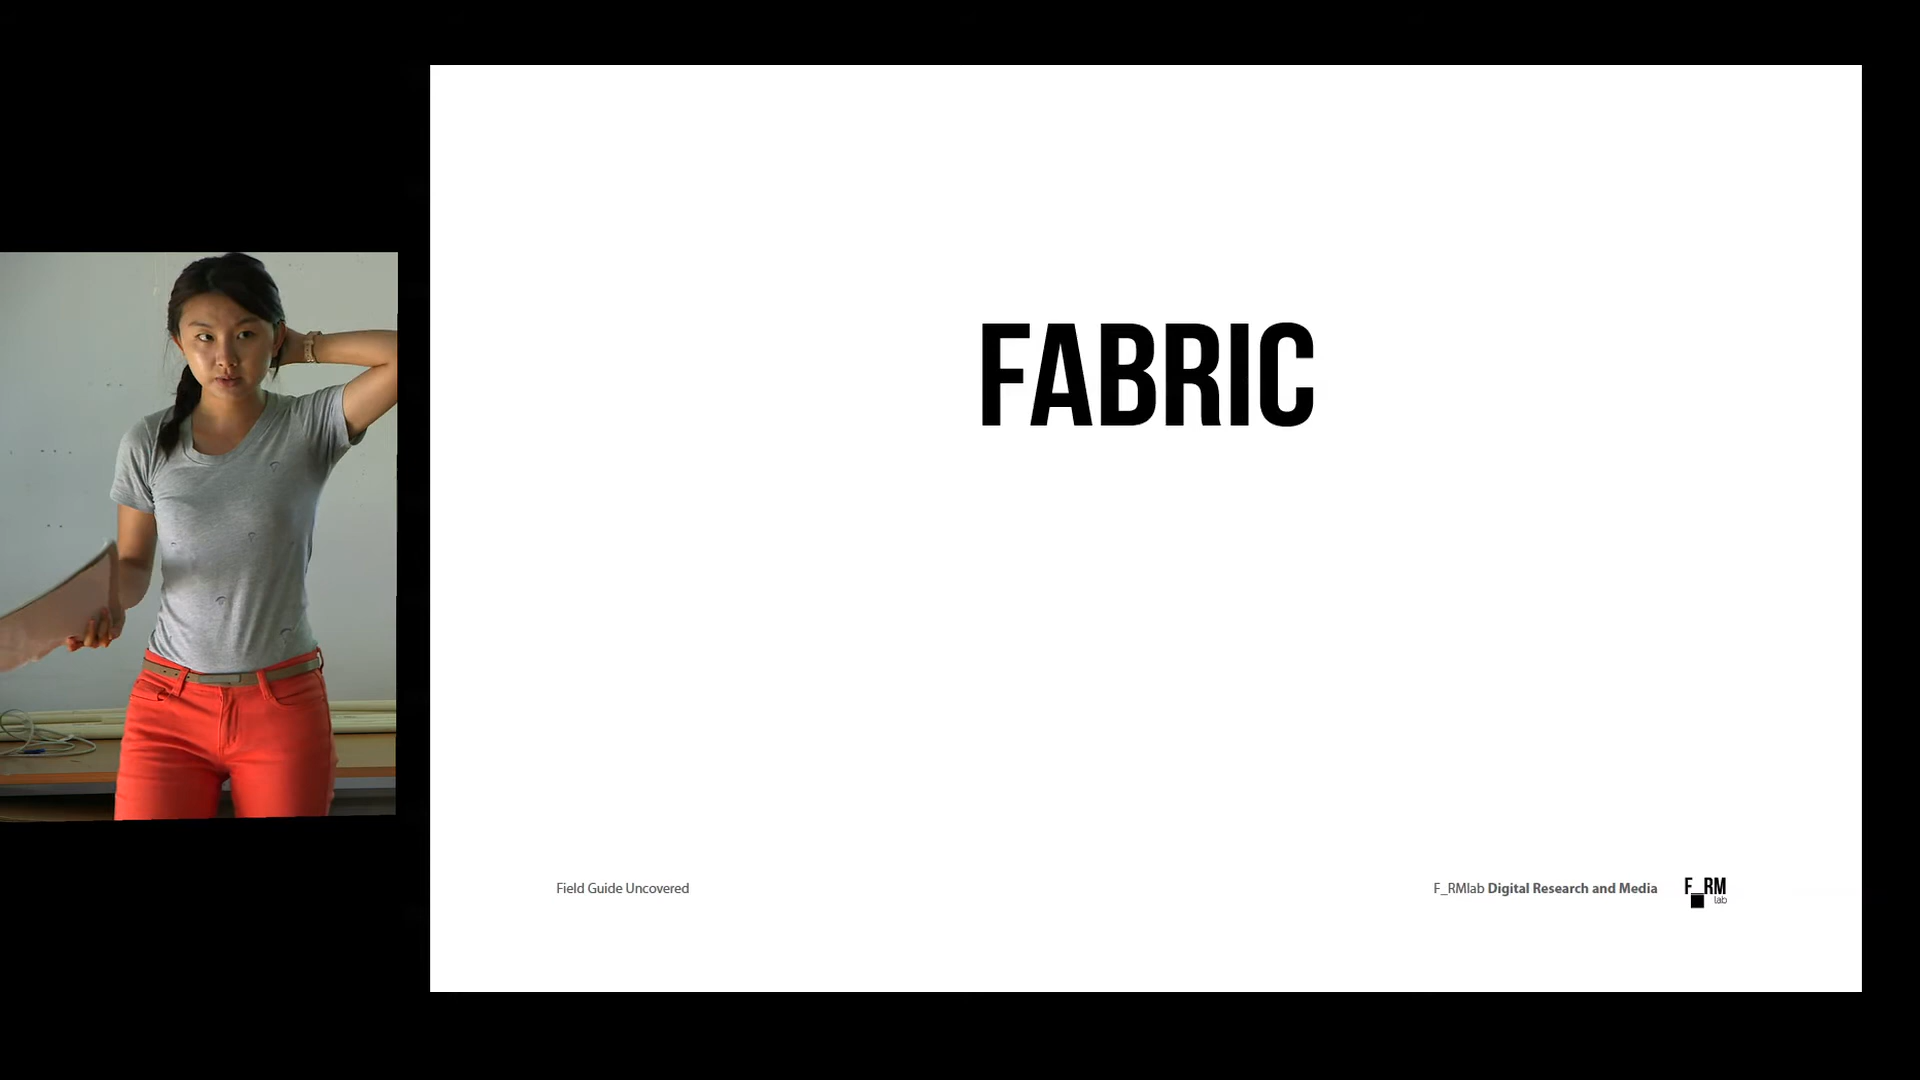 FABRIC
Field Guide Uncovered
F_RMlab Digital Research and Media
F_RM
lab